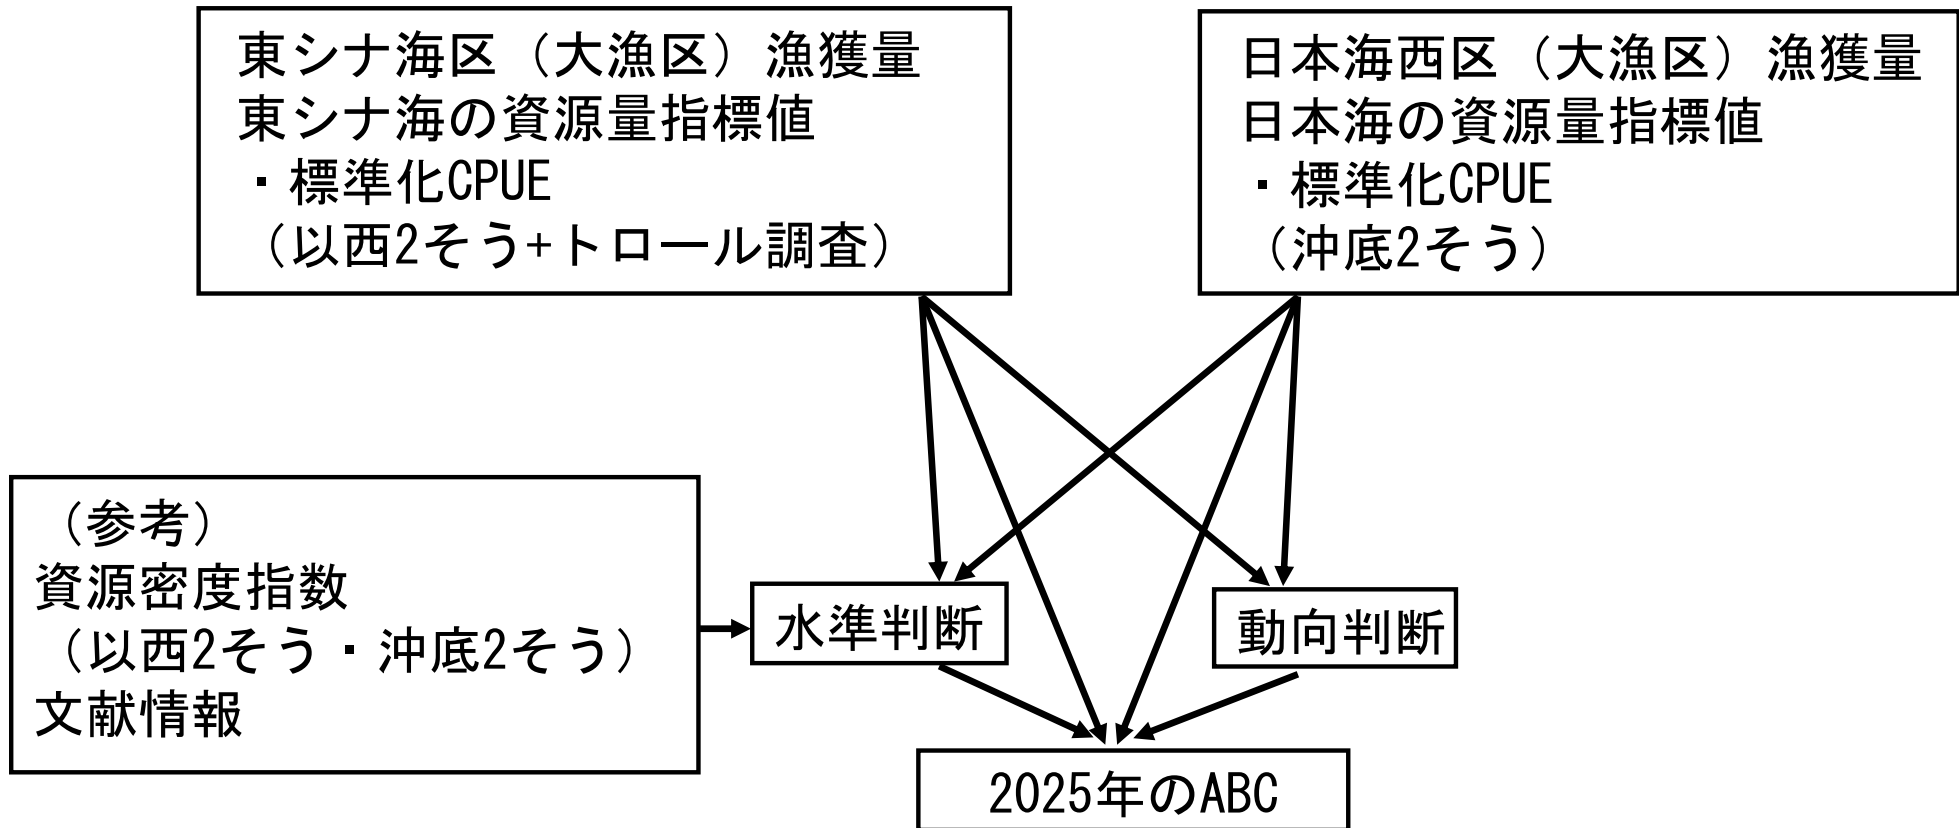 東シナ海区（大漁区）漁獲量
東シナ海の資源量指標値
・標準化CPUE
（以西2そう+トロール調査）
日本海西区（大漁区）漁獲量
日本海の資源量指標値
・標準化CPUE
（沖底2そう）
（参考）
資源密度指数
（以西2そう・沖底2そう）
文献情報
水準判断
動向判断
2025年のABC